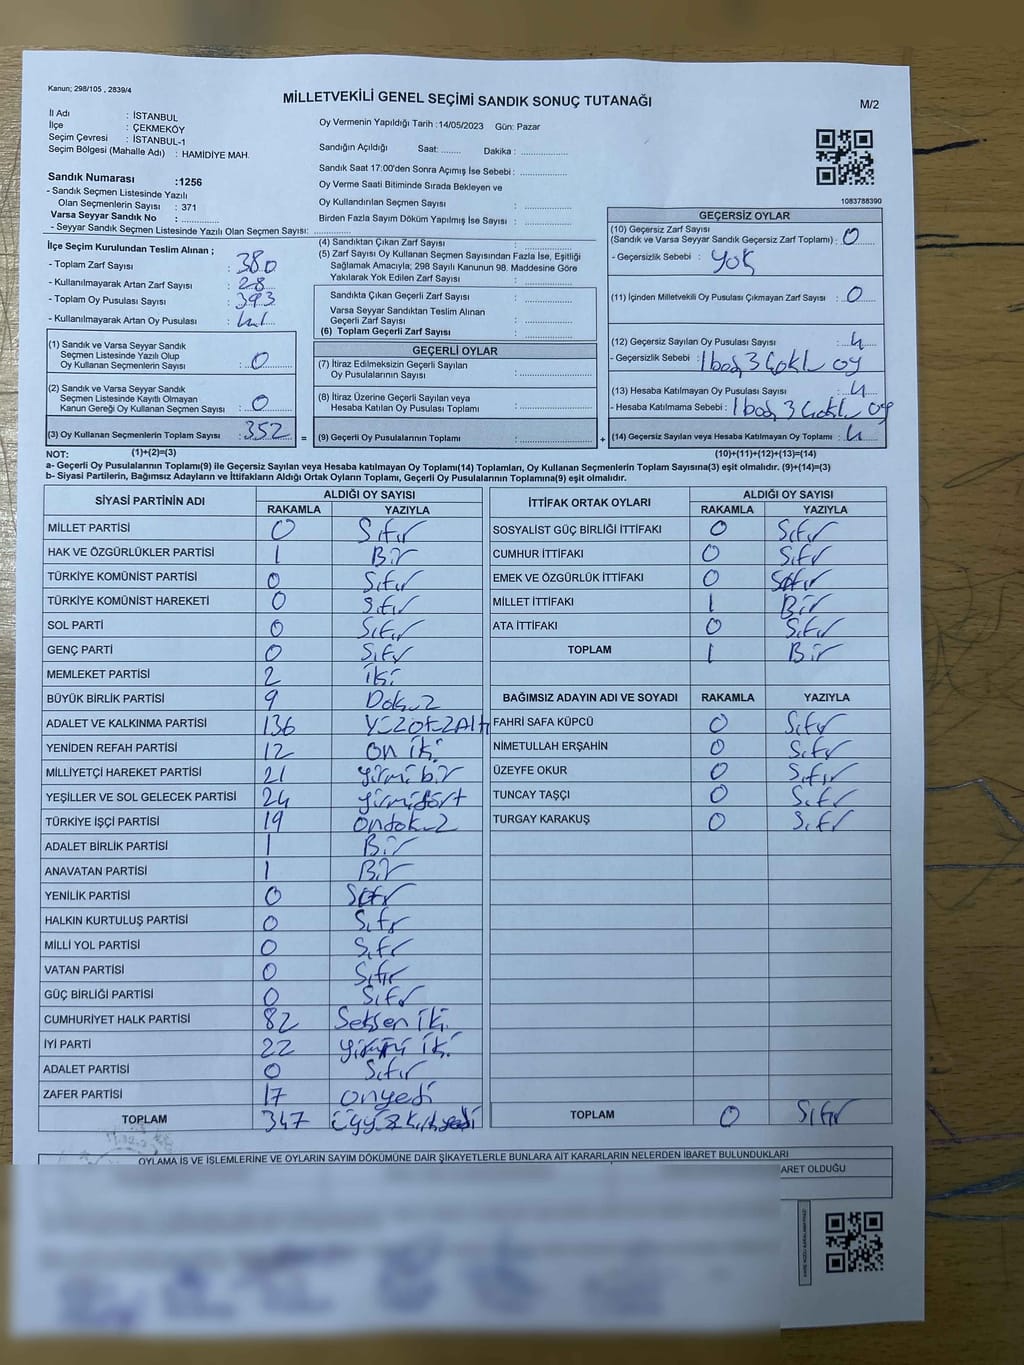 Kanun; 298/105 , 2839/4
MİLLETVEKİLİ GENEL SEÇİMİ SANDIK SONUÇ TUTANAĞI
M/2
İl Adı : İSTANBUL
İlçe : ÇEKMEKÖY
Seçim Çevresi : İSTANBUL-1
Seçim Bölgesi (Mahalle Adı) : HAMİDİYE MAH.
Sandık Numarası :1256
- Sandık Seçmen Listesinde Yazılı
Olan Seçmenlerin Sayısı : 371
Varsa Seyyar Sandık No :
- Seyyar Sandık Seçmen Listesinde Yazılı Olan Seçmen Sayısı:
Oy Vermenin Yapıldığı Tarih :14/05/2023 Gün: Pazar
Sandığın Açıldığı Saat: Dakika :
Sandık Saat 17:00'den Sonra Açımış İse Sebebi :
Oy Verme Saati Bitiminde Sırada Bekleyen ve
Oy Kullandırılan Seçmen Sayısı :
Birden Fazla Sayım Döküm Yapılmış İse Sayısı :
1083788390
İlçe Seçim Kurulundan Teslim Alınan ;
- Toplam Zarf Sayısı : 380
- Kullanılmayarak Artan Zarf Sayısı : 28
- Toplam Oy Pusulası Sayısı : 393
- Kullanılmayarak Artan Oy Pusulası :
(1) Sandık ve Varsa Seyyar Sandık
Seçmen Listesinde Yazılı Olup
Oy Kullanan Seçmenlerin Sayısı : 0
(2) Sandık ve Varsa Seyyar Sandık
Seçmen Listesinde Kayıtlı Olmayan
Kanun Gereği Oy Kullanan Seçmen Sayısı : 0
(3) Oy Kullanan Seçmenlerin Toplam Sayısı : 352
(1)+(2)=(3)
(4) Sandıktan Çıkan Zarf Sayısı :
(5) Zarf Sayısı Oy Kullanan Seçmen Sayısından Fazla İse, Eşitliği
Sağlamak Amacıyla; 298 Sayılı Kanunun 98. Maddesine Göre
Yakılarak Yok Edilen Zarf Sayısı :
Sandıkta Çıkan Geçerli Zarf Sayısı :
Varsa Seyyar Sandıktan Teslim Alınan
Geçerli Zarf Sayısı :
(6) Toplam Geçerli Zarf Sayısı :
GEÇERLİ OYLAR
(7) İtiraz Edilmeksizin Geçerli Sayılan
Oy Pusulalarının Sayısı :
(8) İtiraz Üzerine Geçerli Sayılan veya
Hesaba Katılan Oy Pusulası Toplamı :
= (9) Geçerli Oy Pusulalarının Toplamı : +
GEÇERSİZ OYLAR
(10) Geçersiz Zarf Sayısı
(Sandık ve Varsa Seyyar Sandık Geçersiz Zarf Toplamı) : 0
- Geçersizlik Sebebi : Yok
(11) İçinden Milletvekili Oy Pusulası Çıkmayan Zarf Sayısı : 0
(12) Geçersiz Sayılan Oy Pusulası Sayısı : 4
- Geçersizlik Sebebi : 1 boş 3 Çoklu oy
(13) Hesaba Katılmayan Oy Pusulası Sayısı : 4
- Hesaba Katılmama Sebebi : 1 boş 3 Çoklu oy
(14) Geçersiz Sayılan veya Hesaba Katılmayan Oy Toplamı : 4
(10)+(11)+(12)+(13)=(14)
NOT:
a- Geçerli Oy Pusulalarının Toplamı(9) ile Geçersiz Sayılan veya Hesaba katılmayan Oy Toplamı(14) Toplamları, Oy Kullanan Seçmenlerin Toplam Sayısına(3) eşit olmalıdır. (9)+(14)=(3)
b- Siyasi Partilerin, Bağımsız Adayların ve İttifakların Aldığı Ortak Oyların Toplamı, Geçerli Oy Pusulalarının Toplamına(9) eşit olmalıdır.
SİYASİ PARTİNİN ADI ALDIĞI OY SAYISI
RAKAMLA YAZIYLA
MİLLET PARTİSİ 0 Sıfır
HAK VE ÖZGÜRLÜKLER PARTİSİ 1 Bir
TÜRKİYE KOMÜNİST PARTİSİ 0 Sıfır
TÜRKİYE KOMÜNİST HAREKETİ 0 Sıfır
SOL PARTİ 0 Sıfır
GENÇ PARTİ 0 Sıfır
MEMLEKET PARTİSİ 2 iki
BÜYÜK BİRLİK PARTİSİ 9 Dokuz
ADALET VE KALKINMA PARTİSİ 136 YüzOtuzAltı
YENİDEN REFAH PARTİSİ 12 On iki
MİLLİYETÇİ HAREKET PARTİSİ 21 yirmi bir
YEŞİLLER VE SOL GELECEK PARTİSİ 24 yirmidört
TÜRKİYE İŞÇİ PARTİSİ 19 Ondokuz
ADALET BİRLİK PARTİSİ 1 Bir
ANAVATAN PARTİSİ 1 Bir
YENİLİK PARTİSİ 0 Sıfır
HALKIN KURTULUŞ PARTİSİ 0 Sıfır
MİLLİ YOL PARTİSİ 0 Sıfır
VATAN PARTİSİ 0 Sıfır
GÜÇ BİRLİĞİ PARTİSİ 0 Sıfır
CUMHURİYET HALK PARTİSİ 82 Seksen iki
İYİ PARTİ 22 yirmi iki
ADALET PARTİSİ 0 Sıfır
ZAFER PARTİSİ 17 onyedi
TOPLAM 347 üçyüzkırkyedi
İTTİFAK ORTAK OYLARI ALDIĞI OY SAYISI
RAKAMLA YAZIYLA
SOSYALİST GÜÇ BİRLİĞİ İTTİFAKI 0 Sıfır
CUMHUR İTTİFAKI 0 Sıfır
EMEK VE ÖZGÜRLÜK İTTİFAKI 0 Sıfır
MİLLET İTTİFAKI 1 Bir
ATA İTTİFAKI 0 Sıfır
TOPLAM 1 Bir
BAĞIMSIZ ADAYIN ADI VE SOYADI RAKAMLA YAZIYLA
FAHRİ SAFA KÜPCÜ 0 Sıfır
NİMETULLAH ERŞAHİN 0 Sıfır
ÜZEYFE OKUR 0 Sıfır
TUNCAY TAŞÇI 0 Sıfır
TURGAY KARAKUŞ 0 Sıfır
TOPLAM 0 Sıfır
OYLAMA İŞ VE İŞLEMLERİNE VE OYLARIN SAYIM DÖKÜMÜNE DAİR ŞİKAYETLERLE BUNLARA AİT KARARLARIN NELERDEN İBARET BULUNDUKLARI
ARET OLDUĞU